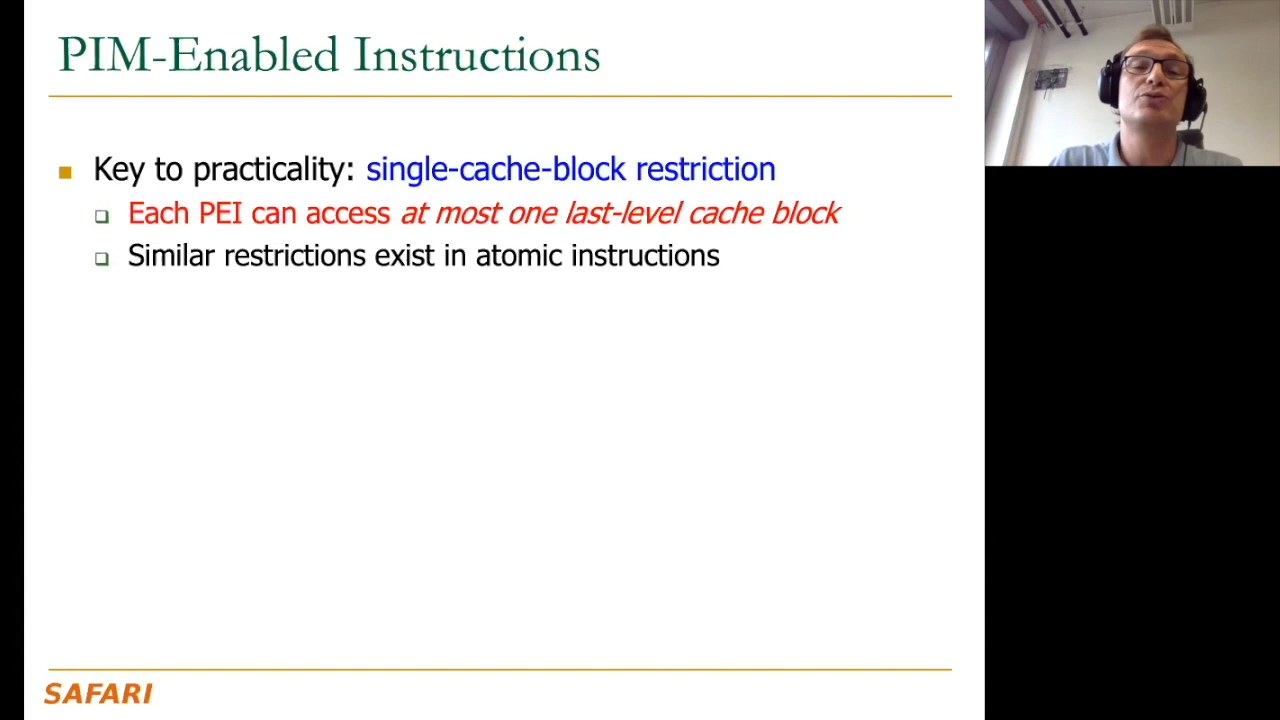 PIM-Enabled Instructions
Key to practicality: single-cache-block restriction
Each PEI can access at most one last-level cache block
Similar restrictions exist in atomic instructions
SAFARI